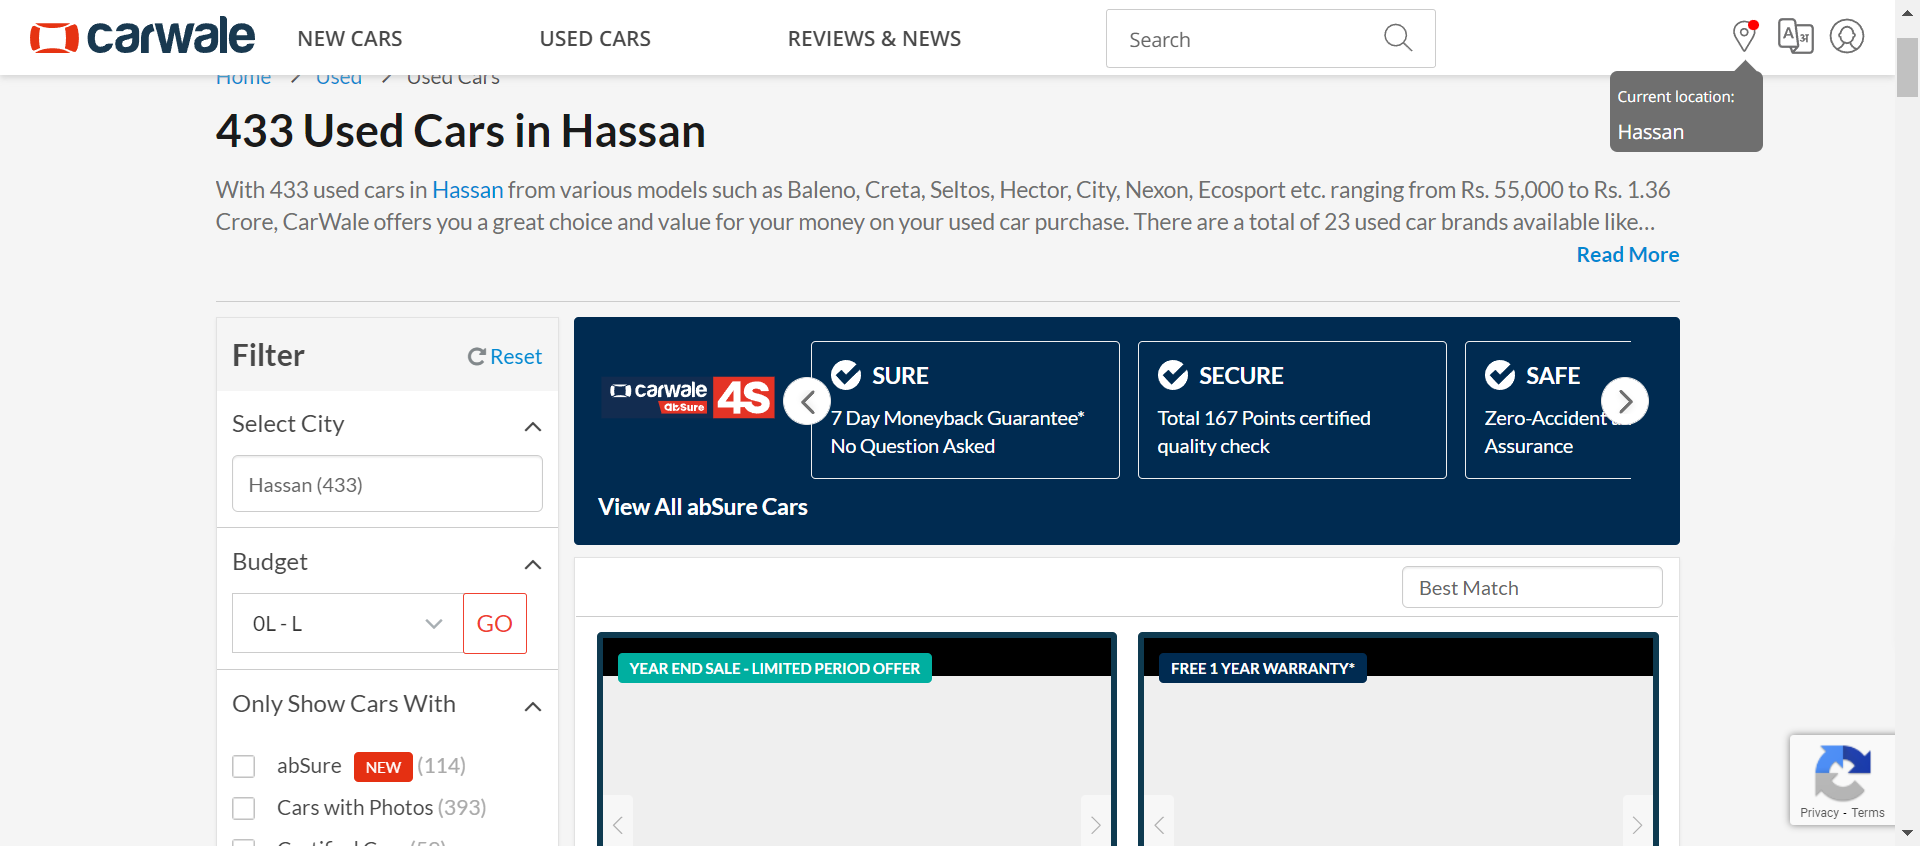 carwale
NEW CARS
USED CARS
REVIEWS & NEWS
Search
Current location:
Hassan
Home / Used / Used Cars
433 Used Cars in Hassan
With 433 used cars in Hassan from various models such as Baleno, Creta, Seltos, Hector, City, Nexon, Ecosport etc. ranging from Rs. 55,000 to Rs. 1.36
Crore, CarWale offers you a great choice and value for your money on your used car purchase. There are a total of 23 used car brands available like...
Read More
Filter
Reset
Select City
Hassan (433)
Budget
0L - L
GO
Only Show Cars With
abSure NEW (114)
Cars with Photos (393)
carwale
abSure
4S
SURE
7 Day Moneyback Guarantee*
No Question Asked
SECURE
Total 167 Points certified
quality check
SAFE
Zero-Accident
Assurance
View All abSure Cars
Best Match
YEAR END SALE - LIMITED PERIOD OFFER
FREE 1 YEAR WARRANTY*
Privacy - Terms